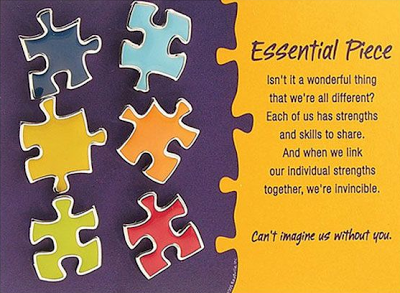 Essential Piece
Isn't it a wonderful thing
that we're all different?
Each of us has strengths
and skills to share.
And when we link
our individual strengths
together, we're invincible.
Can't imagine us without you.